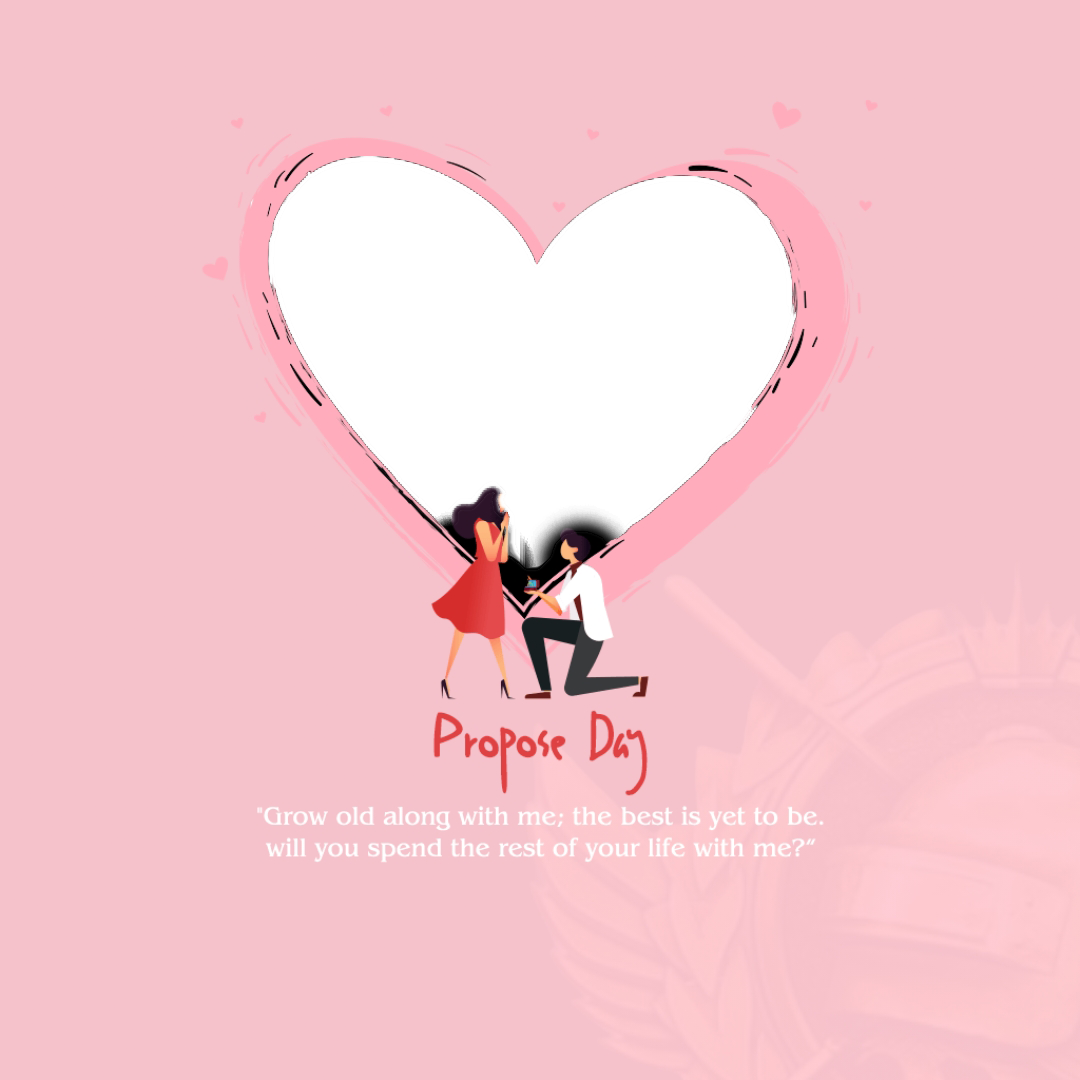 Propose Day
"Grow old along with me; the best is yet to be.
will you spend the rest of your life with me?”